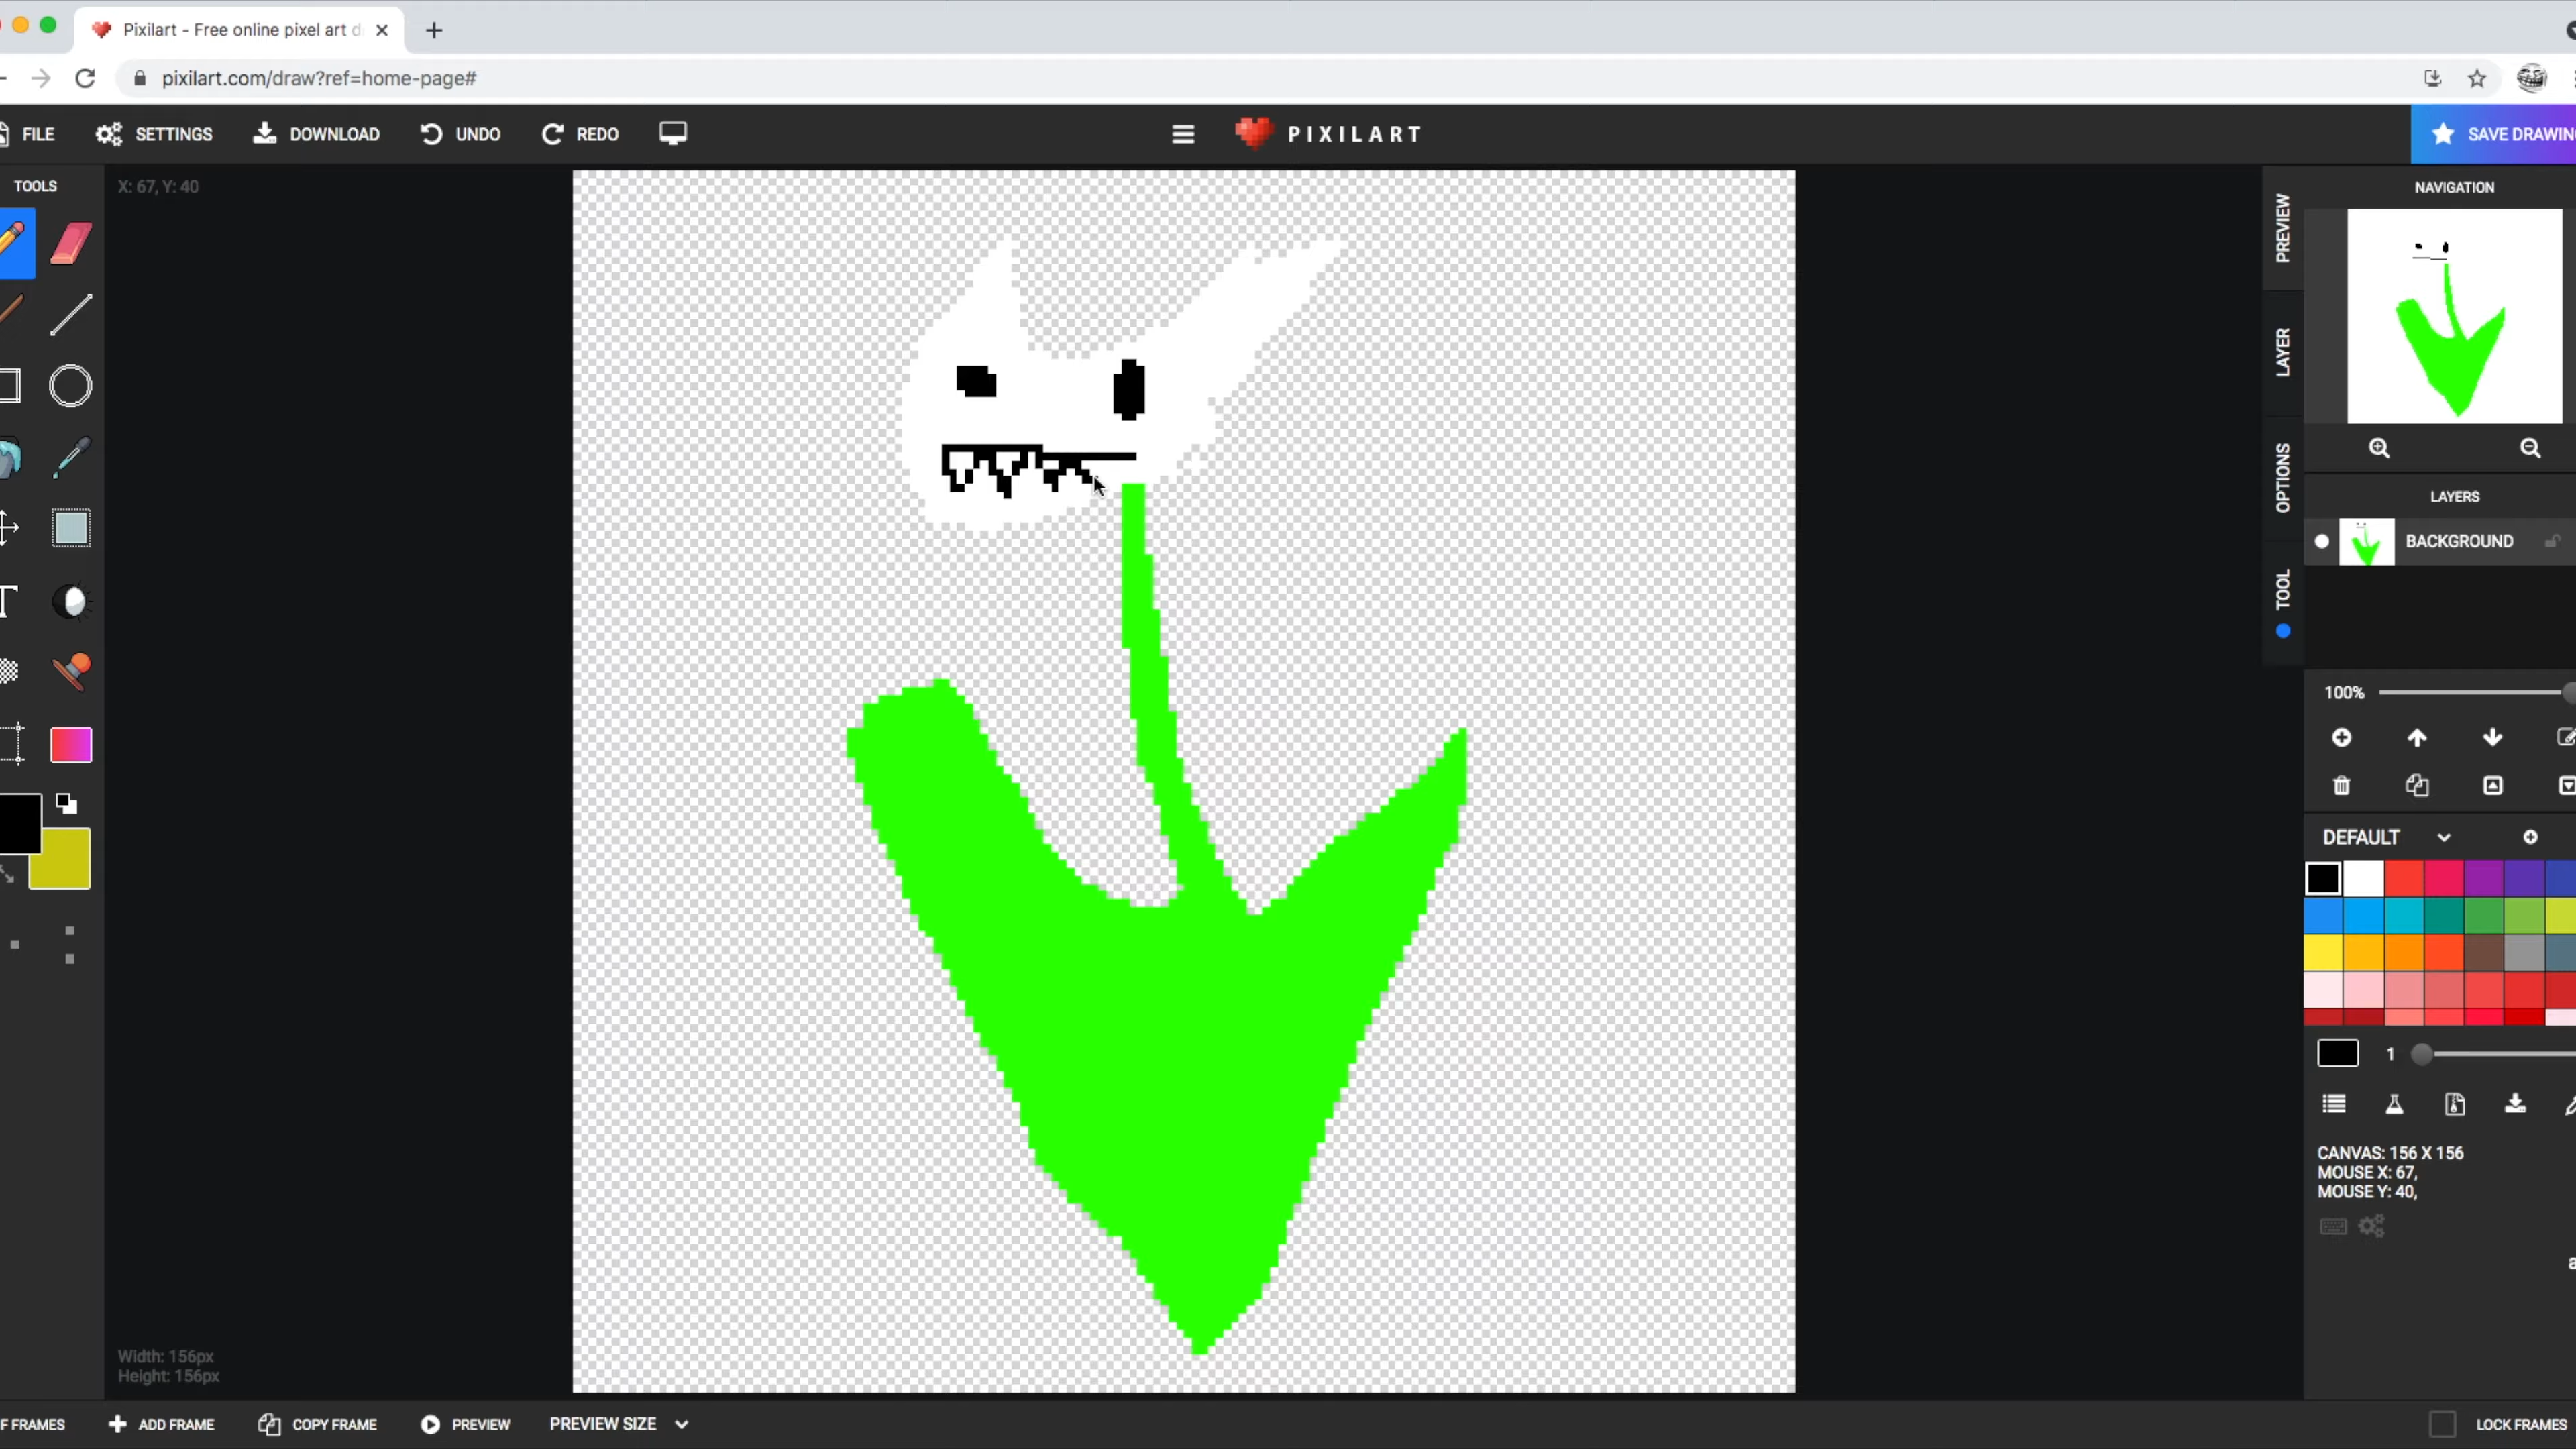 Pixilart - Free online pixel art d
pixilart.com/draw?ref=home-page#
FILE
SETTINGS
DOWNLOAD
UNDO
REDO
PIXILART
SAVE DRAWING
TOOLS
X: 67, Y: 40
PREVIEW
LAYER
OPTIONS
TOOL
NAVIGATION
LAYERS
BACKGROUND
100%
DEFAULT
1
CANVAS: 156 X 156
MOUSE X: 67,
MOUSE Y: 40,
a
Width: 156px
Height: 156px
F FRAMES
ADD FRAME
COPY FRAME
PREVIEW
PREVIEW SIZE
LOCK FRAMES